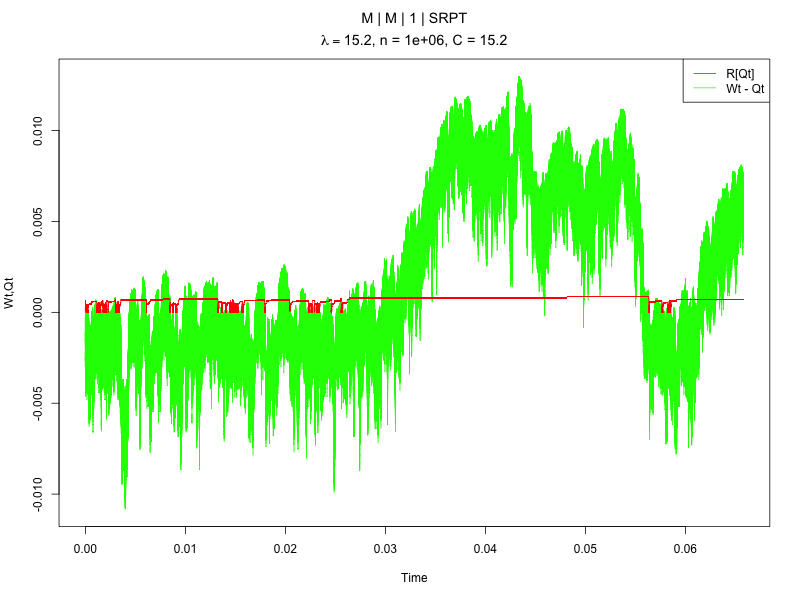 M | M | 1 | SRPT
λ = 15.2, n = 1e+06, C = 15.2
R[Qt]
Wt - Qt
0.010
0.005
0.000
-0.005
-0.010
Wt,Qt
0.00 0.01 0.02 0.03 0.04 0.05 0.06
Time